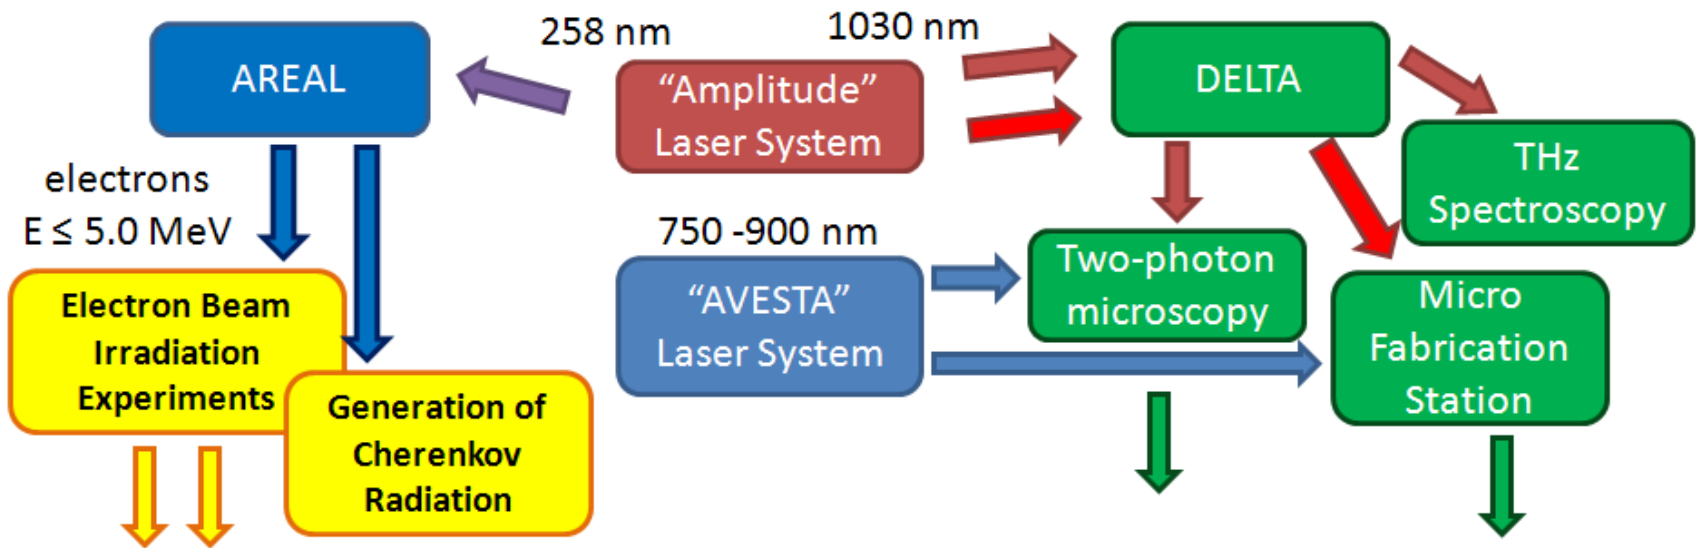 258 nm
1030 nm
AREAL
“Amplitude”
Laser System
DELTA
THz
Spectroscopy
electrons
E ≤ 5.0 MeV
750 -900 nm
“AVESTA”
Laser System
Two-photon
microscopy
Micro
Fabrication
Station
Electron Beam
Irradiation
Experiments
Generation of
Cherenkov
Radiation